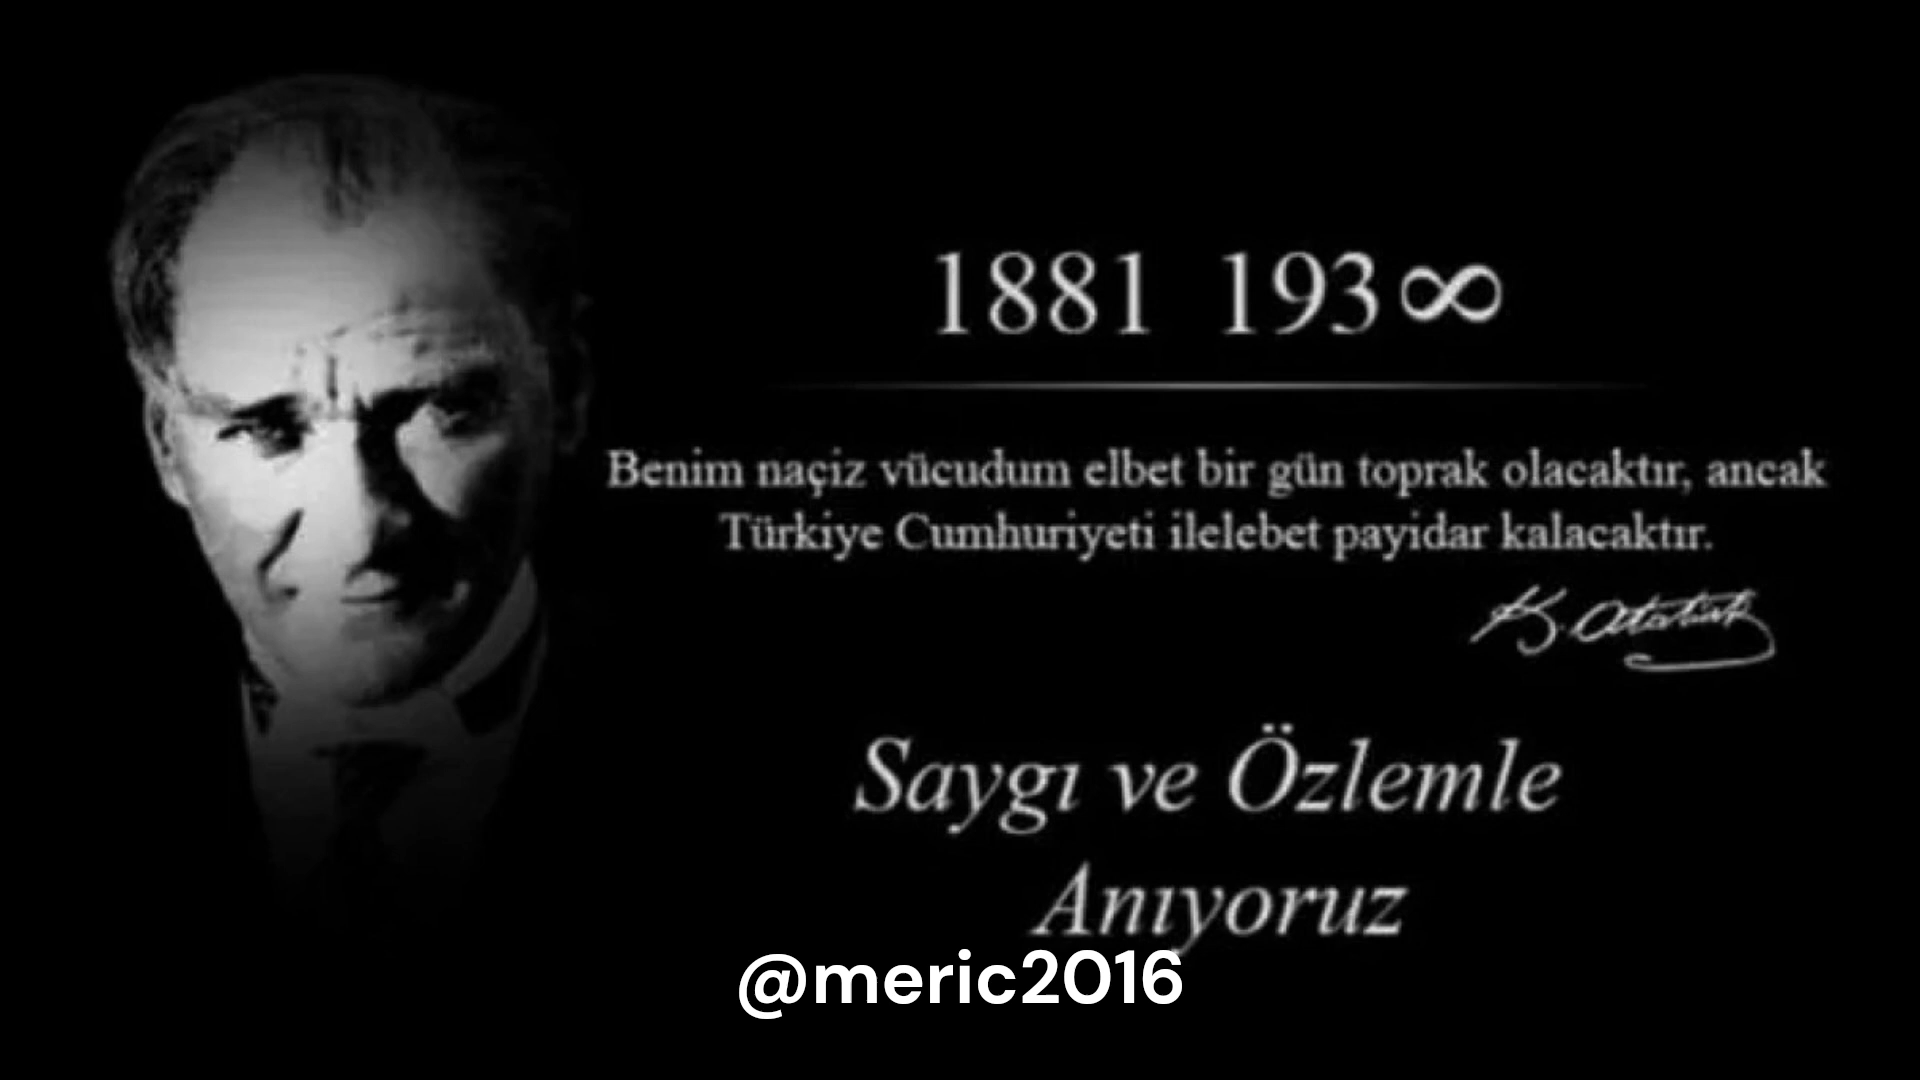 1881 193∞
Benim naçiz vücudum elbet bir gün toprak olacaktır, ancak
Türkiye Cumhuriyeti ilelebet payidar kalacaktır.
K. Atatürk
Saygı ve Özlemle
Anıyoruz
@meric2016